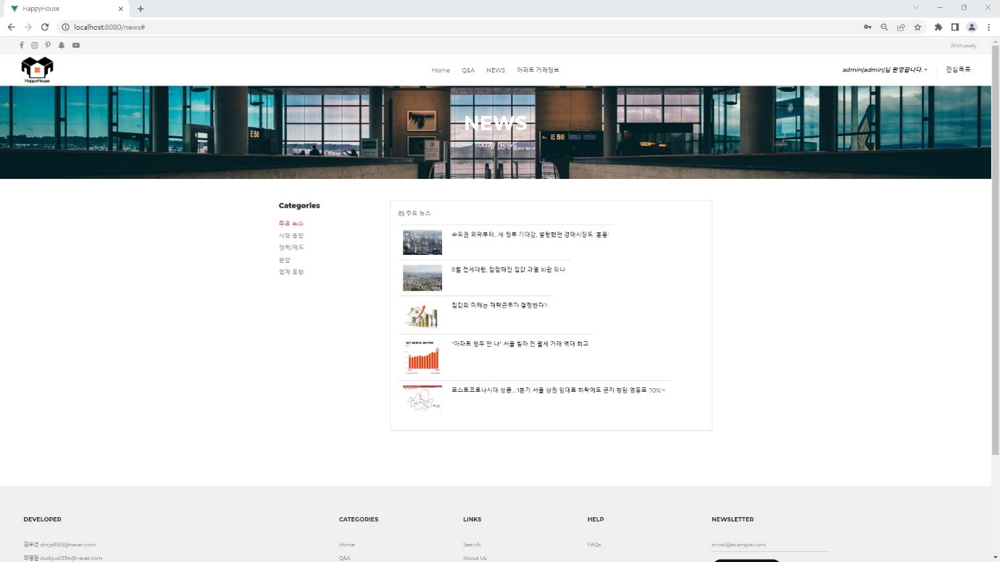 HappyHouse
localhost:8080/news#
With.ssafy
HappyHouse
Home
Q&A
NEWS
아파트 거래정보
admin(admin)님 환영합니다.
관심목록
E 58
NEWS
Today News
E 59
Categories
주요 뉴스
시장 동향
정책/제도
분양
업계 동향
주요 뉴스
수도권 외곽부터…새 정부 기대감, 썰렁했던 경매시장도 '훈풍'
8월 전세대란, 잠잠해진 집값 과열 뇌관 되나
집값의 미래는 재택근무가 결정한다?
"아파트 엄두 안 나" 서울 빌라 전·월세 거래 역대 최고
포스트코로나시대 성큼… 1분기 서울 상권 임대료 하락에도 군자·청담·영등포 '10%'+
DEVELOPER
CATEGORIES
LINKS
HELP
NEWSLETTER
dnrjs8185@naver.com
Home
Search
FAQs
email@example.com
dudgus1234@naver.com
Q&A
About Us